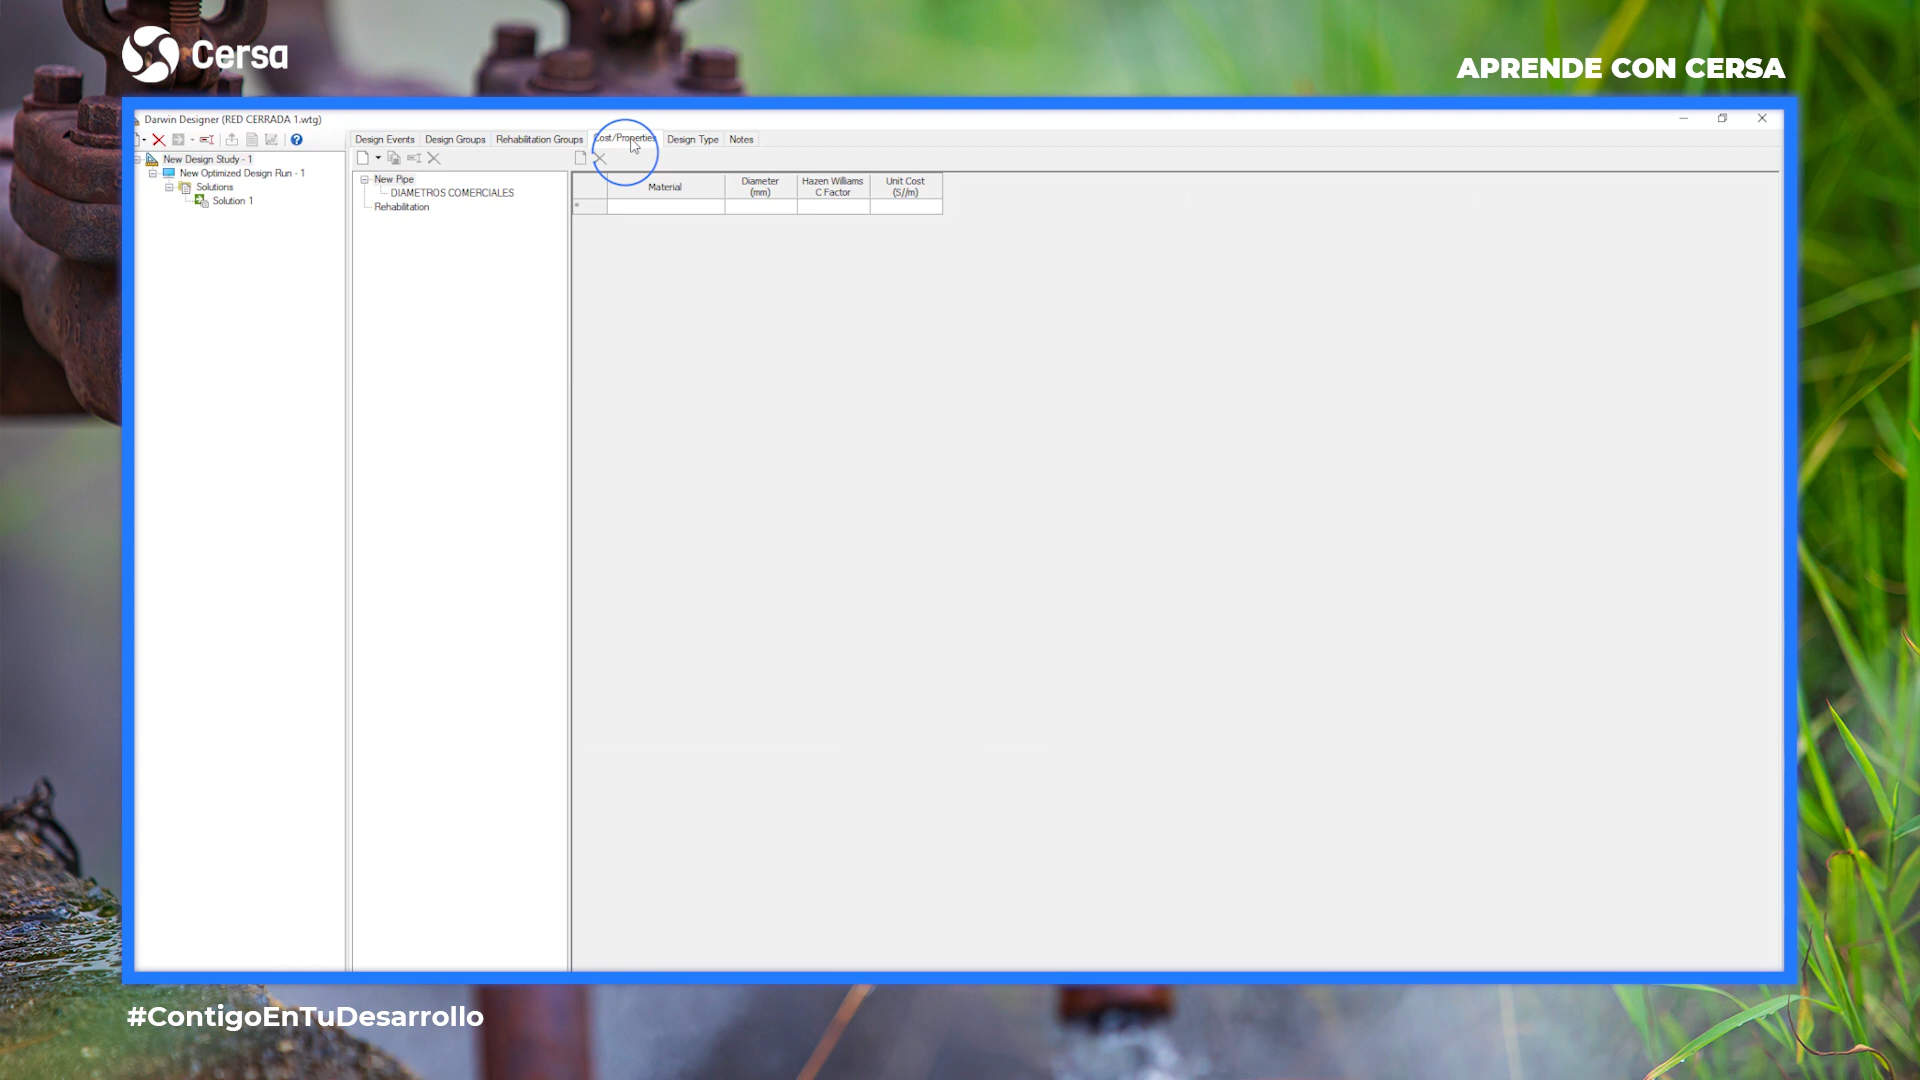 Cersa
APRENDE CON CERSA
Darwin Designer (RED CERRADA 1.wtg)
Design Events Design Groups Rehabilitation Groups Cost/Properties Design Type Notes
New Design Study - 1
New Optimized Design Run - 1
Solutions
Solution 1
New Pipe
DIAMETROS COMERCIALES
Rehabilitation
Material
Diameter
(mm)
Hazen Williams
C Factor
Unit Cost
(S//m)
#ContigoEnTuDesarrollo